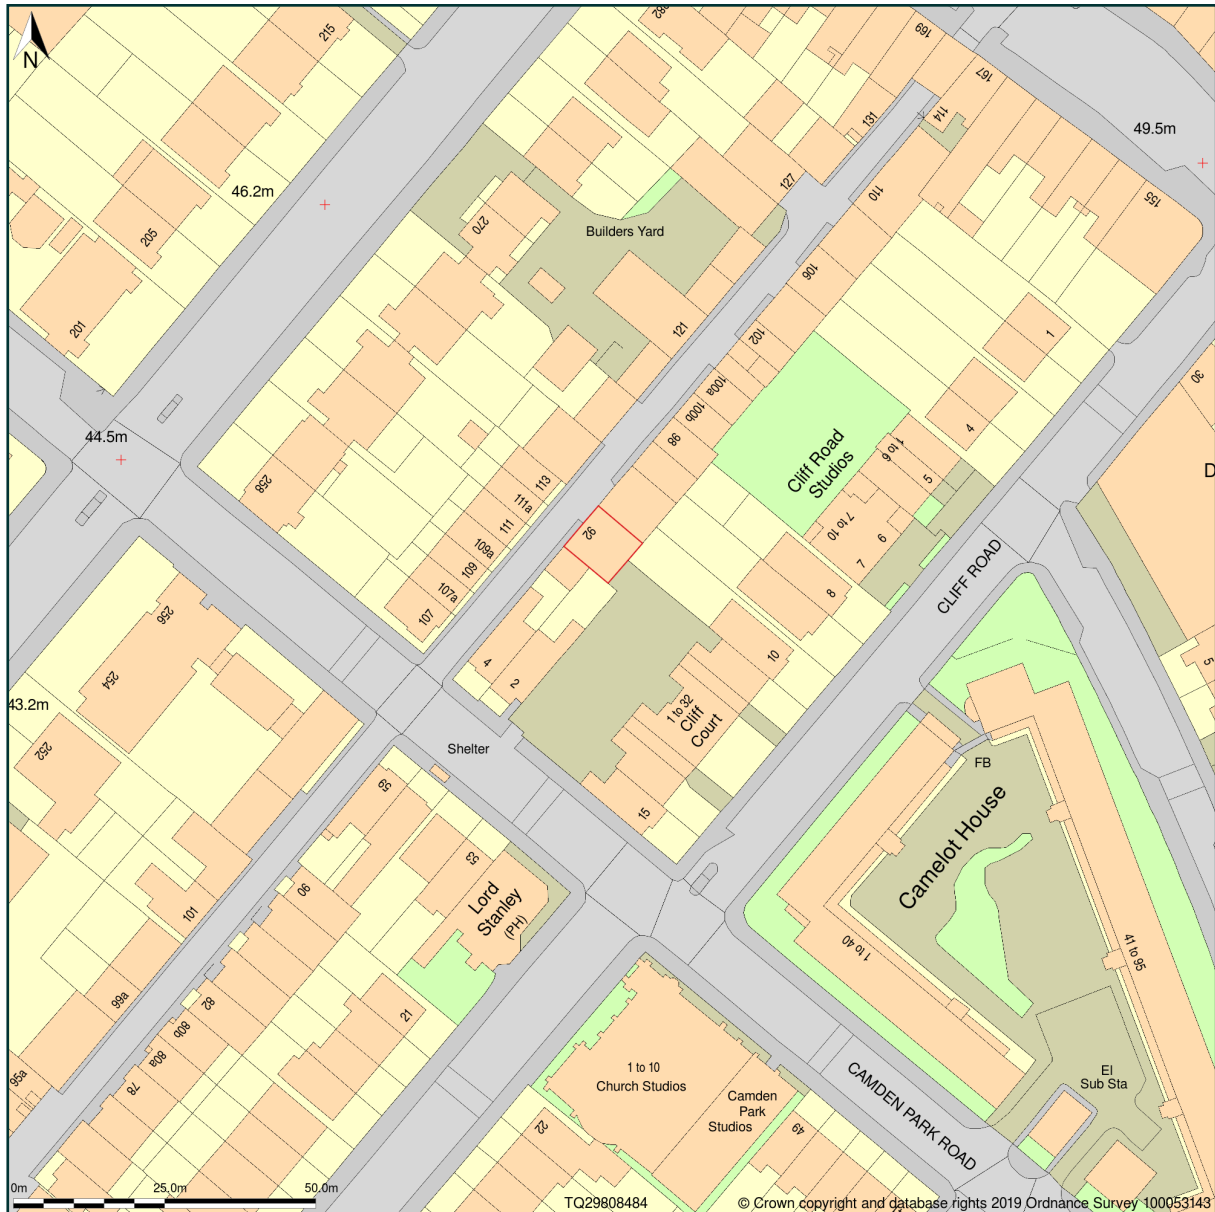 N
215
282
169
167
114
131
49.5m
46.2m
127
110
155
270
205
Builders Yard
106
201
121
102
1
30
100a
100b
44.5m
98
4
D
Cliff Road
Studios
1 to 6
5
258
113
111a
111
109a
109
107a
107
92
7 to 10
6
7
8
CLIFF ROAD
256
254
252
43.2m
4
2
10
1 to 32
Cliff
Court
5
Shelter
FB
59
15
Camelot House
53
Lord
Stanley
(PH)
90
101
1 to 40
41 to 95
99a
82
80b
80a
78
21
95a
1 to 10
Church Studios
Camden
Park
Studios
CAMDEN PARK ROAD
El
Sub Sta
22
49
0m
25.0m
50.0m
TQ29808484
© Crown copyright and database rights 2019 Ordnance Survey 100053143